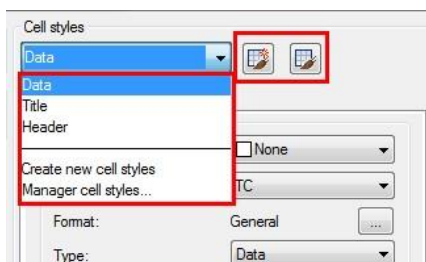 Cell styles
Data
Data
Title
Header
None
Create new cell styles
Manager cell styles...
TC
Format: General ...
Type: Data